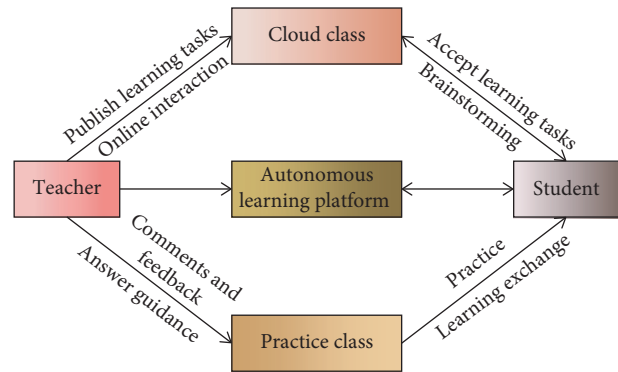 Cloud class
Publish learning tasks
Online interaction
Accept learning tasks
Brainstorming
Teacher
Autonomous
learning platform
Student
Comments and
feedback
Answer guidance
Practice
Learning exchange
Practice class